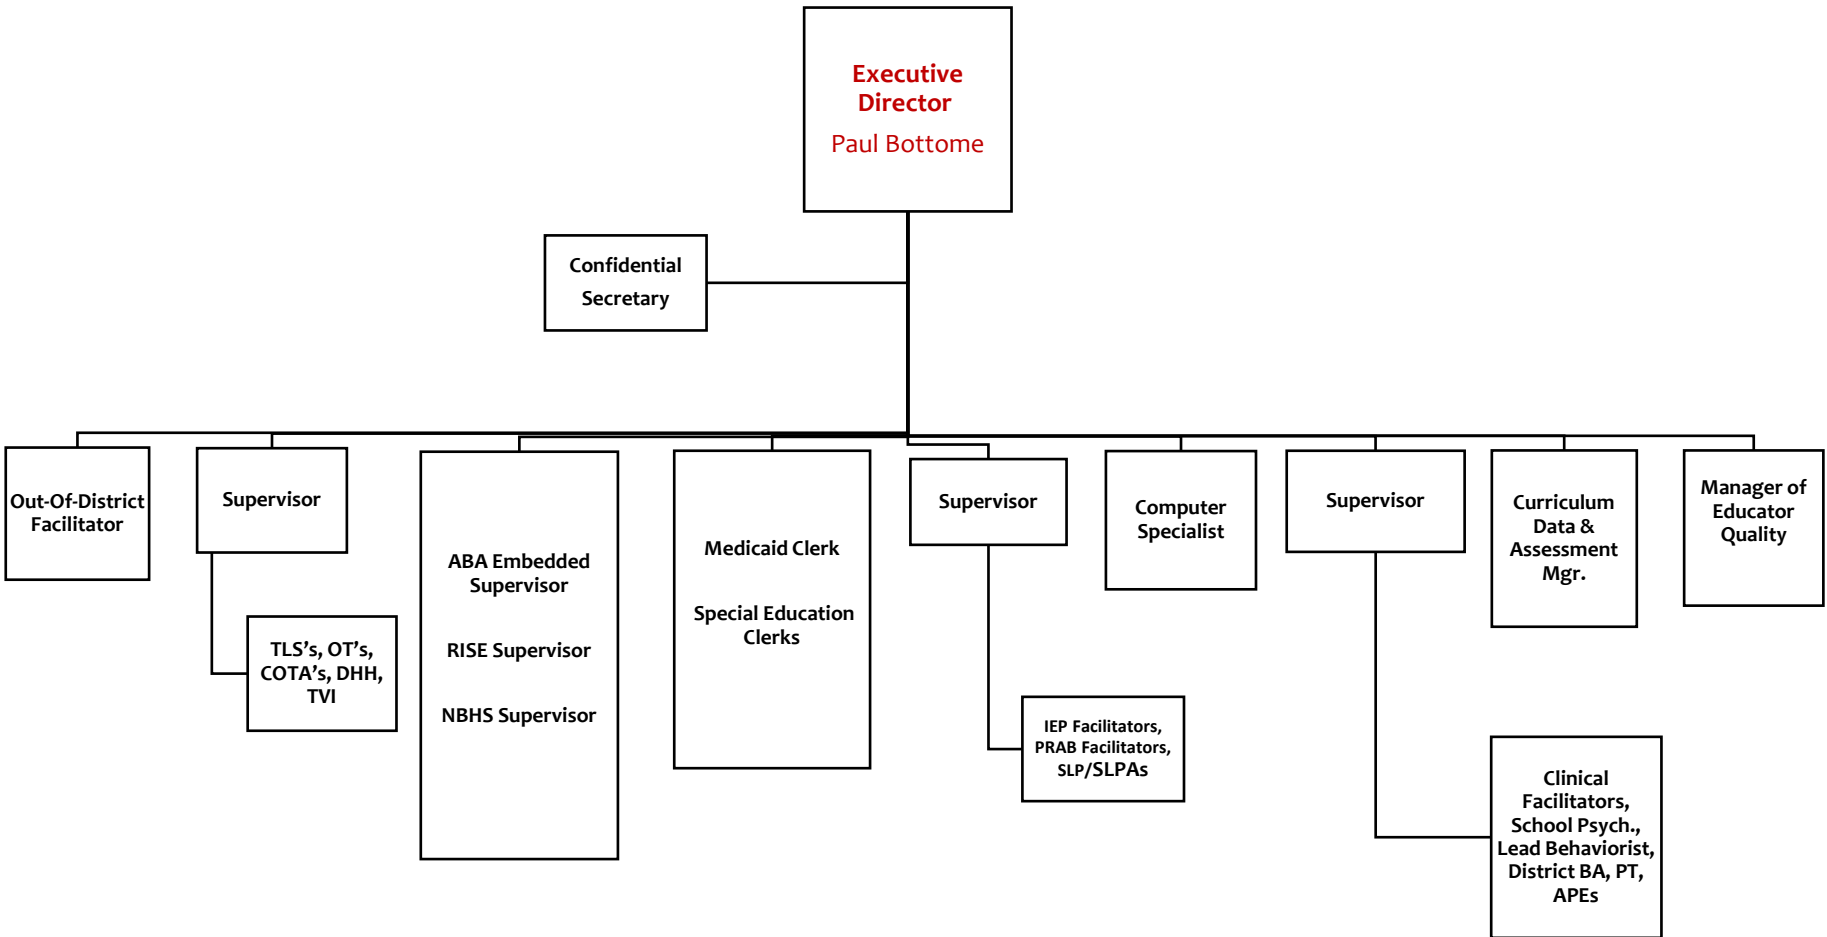 Executive
Director
Paul Bottome
Confidential
Secretary
Out-Of-District
Facilitator
Supervisor
TLS’s, OT’s,
COTA’s, DHH,
TVI
ABA Embedded
Supervisor
RISE Supervisor
NBHS Supervisor
Medicaid Clerk
Special Education
Clerks
Supervisor
IEP Facilitators,
PRAB Facilitators,
SLP/SLPAs
Computer
Specialist
Supervisor
Clinical
Facilitators,
School Psych.,
Lead Behaviorist,
District BA, PT,
APEs
Curriculum
Data &
Assessment
Mgr.
Manager of
Educator
Quality